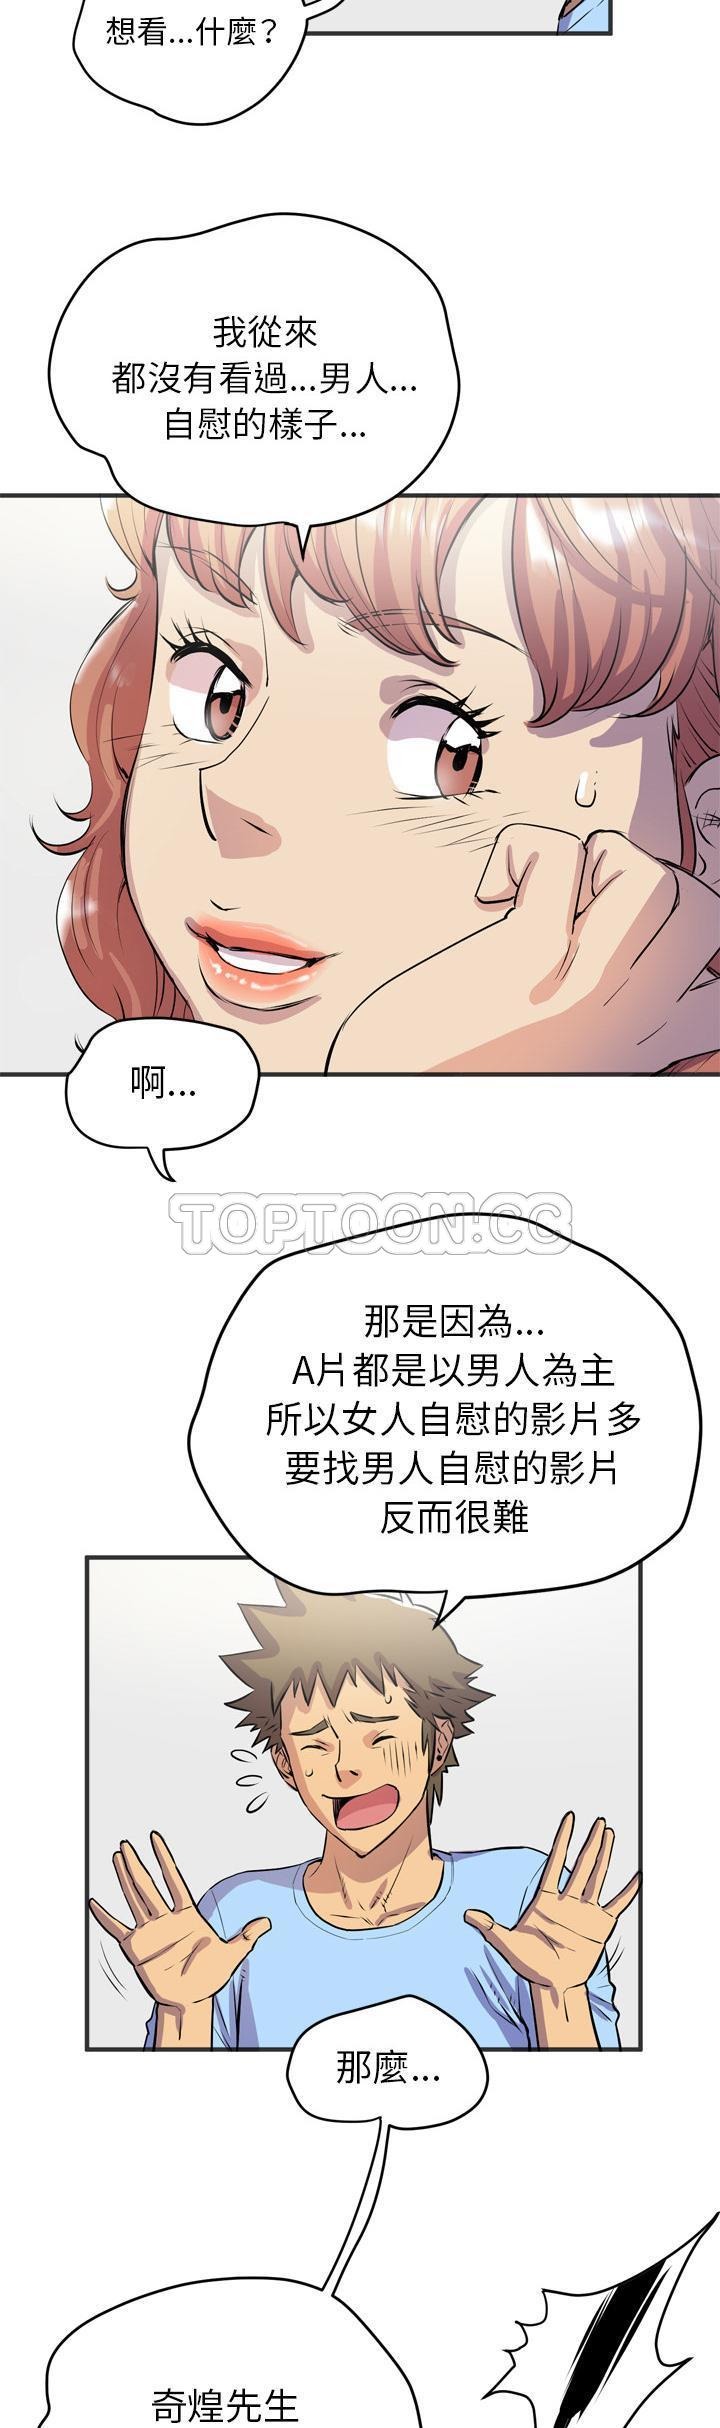 想看...什麼？
我從來
都沒有看過...男人...
自慰的樣子...
啊...
TOPTOON.CC
那是因為...
A片都是以男人為主
所以女人自慰的影片多
要找男人自慰的影片
反而很難
那麼...
奇煌先生